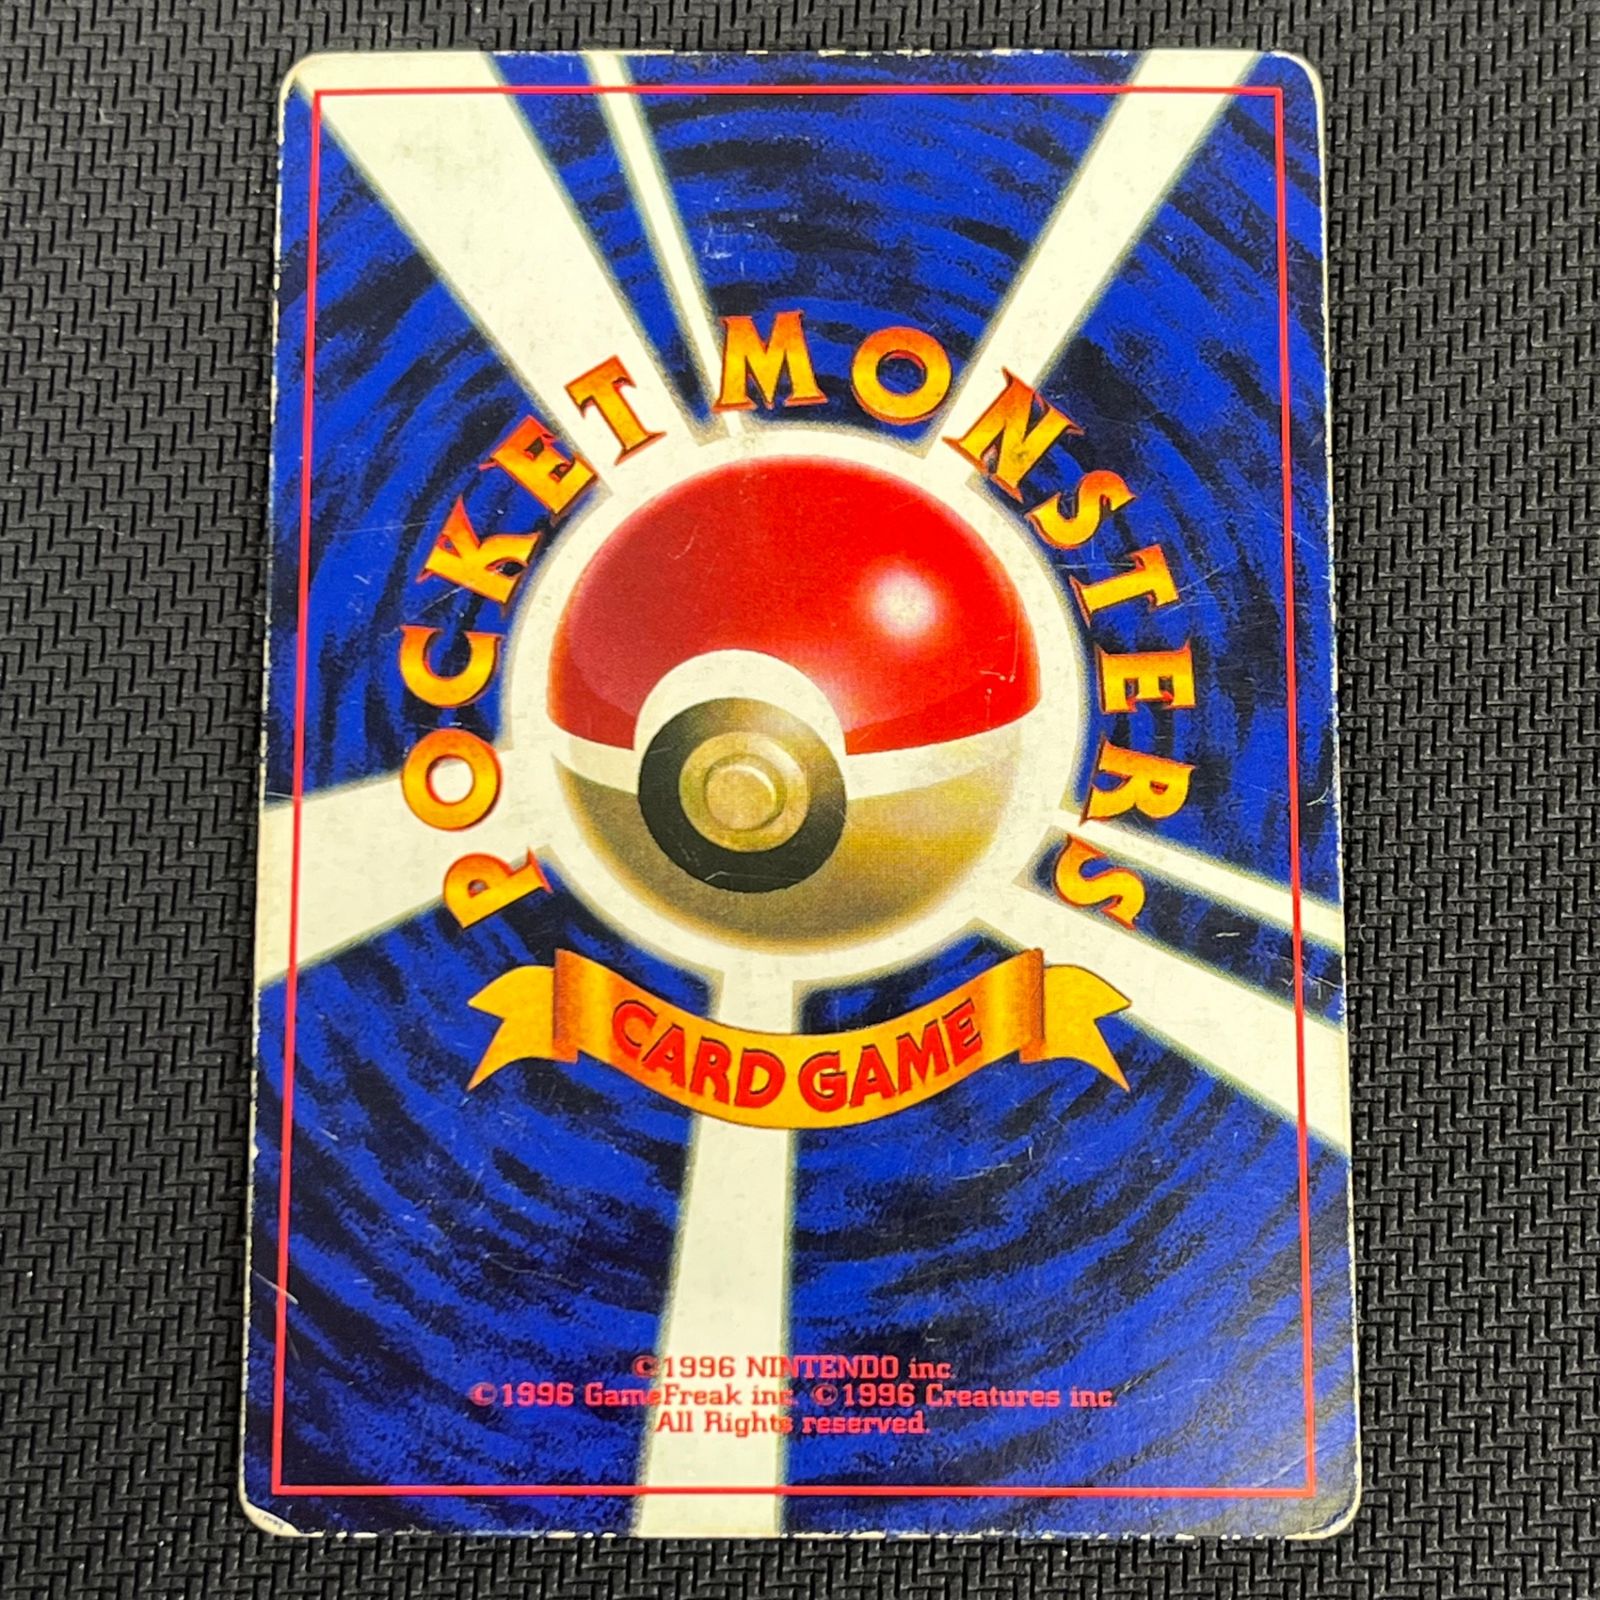 POCKET MONSTERS
CARD GAME
©1996 NINTENDO inc.
©1996 GameFreak inc. ©1996 Creatures inc.
All Rights reserved.